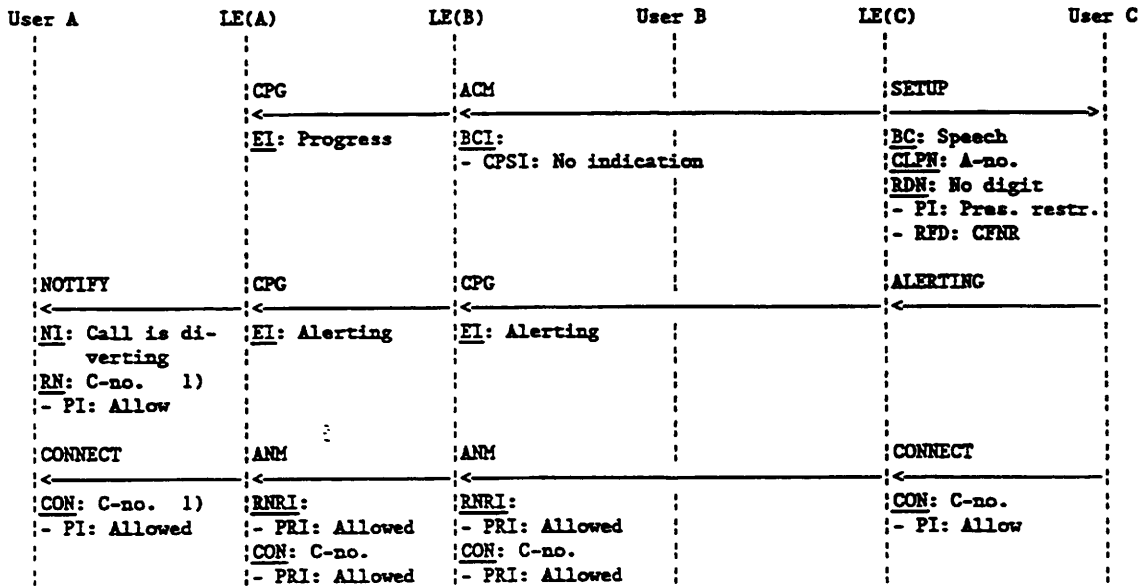 User A LE(A) LE(B) User B LE(C) User C
CPG ACM SETUP
EI: Progress BCI: BC: Speech
- CPSI: No indication CLPN: A-no.
RDN: No digit
- PI: Pres. restr.
- RFD: CFNR
NOTIFY CPG CPG ALERTING
NI: Call is di- EI: Alerting EI: Alerting
verting
RN: C-no. 1)
- PI: Allow
CONNECT ANM ANM CONNECT
CON: C-no. 1) RNRI: RNRI: CON: C-no.
- PI: Allowed - PRI: Allowed - PRI: Allowed - PI: Allow
CON: C-no. CON: C-no.
- PRI: Allowed - PRI: Allowed